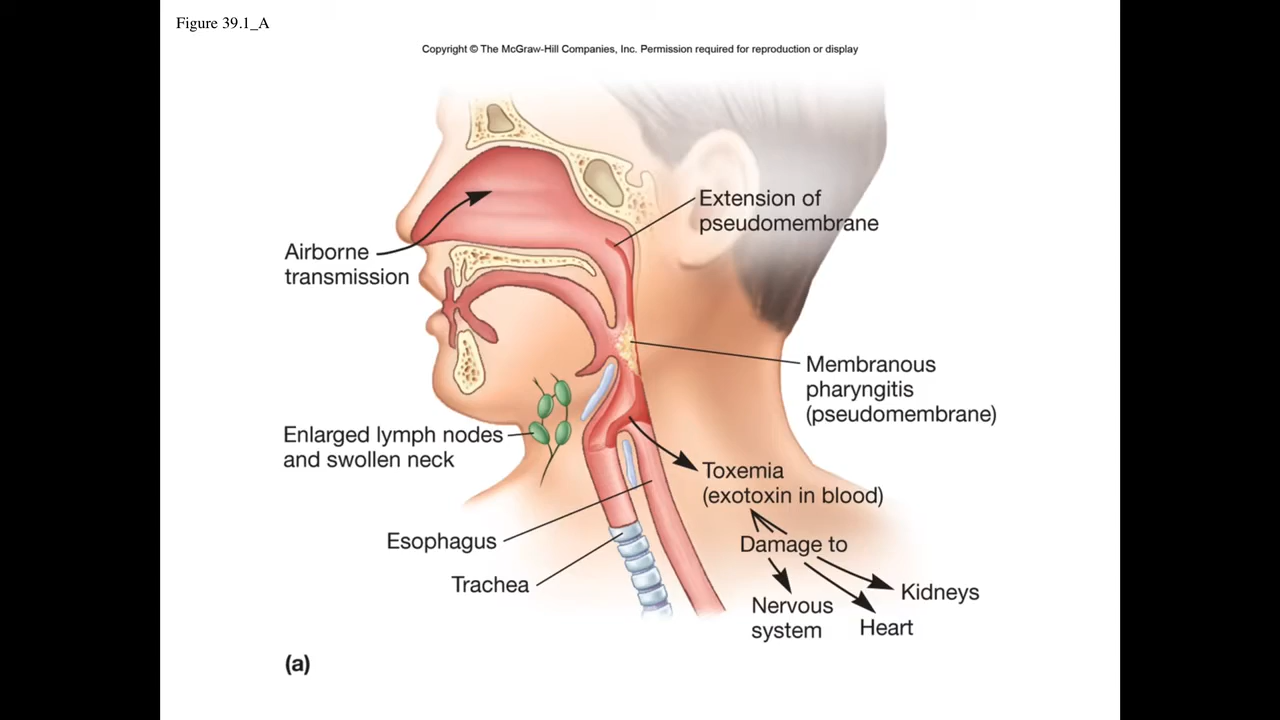 Figure 39.1_A
Copyright © The McGraw-Hill Companies, Inc. Permission required for reproduction or display
Extension of
pseudomembrane
Airborne
transmission
Membranous
pharyngitis
(pseudomembrane)
Enlarged lymph nodes
and swollen neck
Toxemia
(exotoxin in blood)
Esophagus
Damage to
Trachea
Kidneys
Nervous
system
Heart
(a)